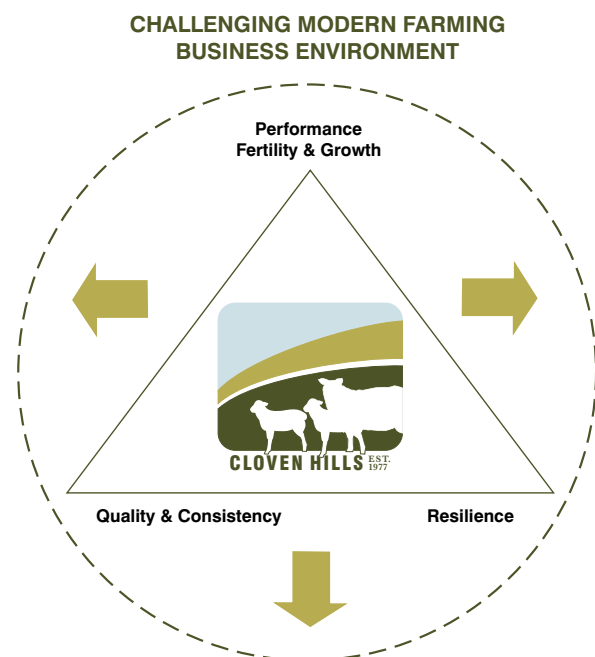 CHALLENGING MODERN FARMING
BUSINESS ENVIRONMENT
Performance
Fertility & Growth
CLOVEN HILLS EST.
1977
Quality & Consistency
Resilience